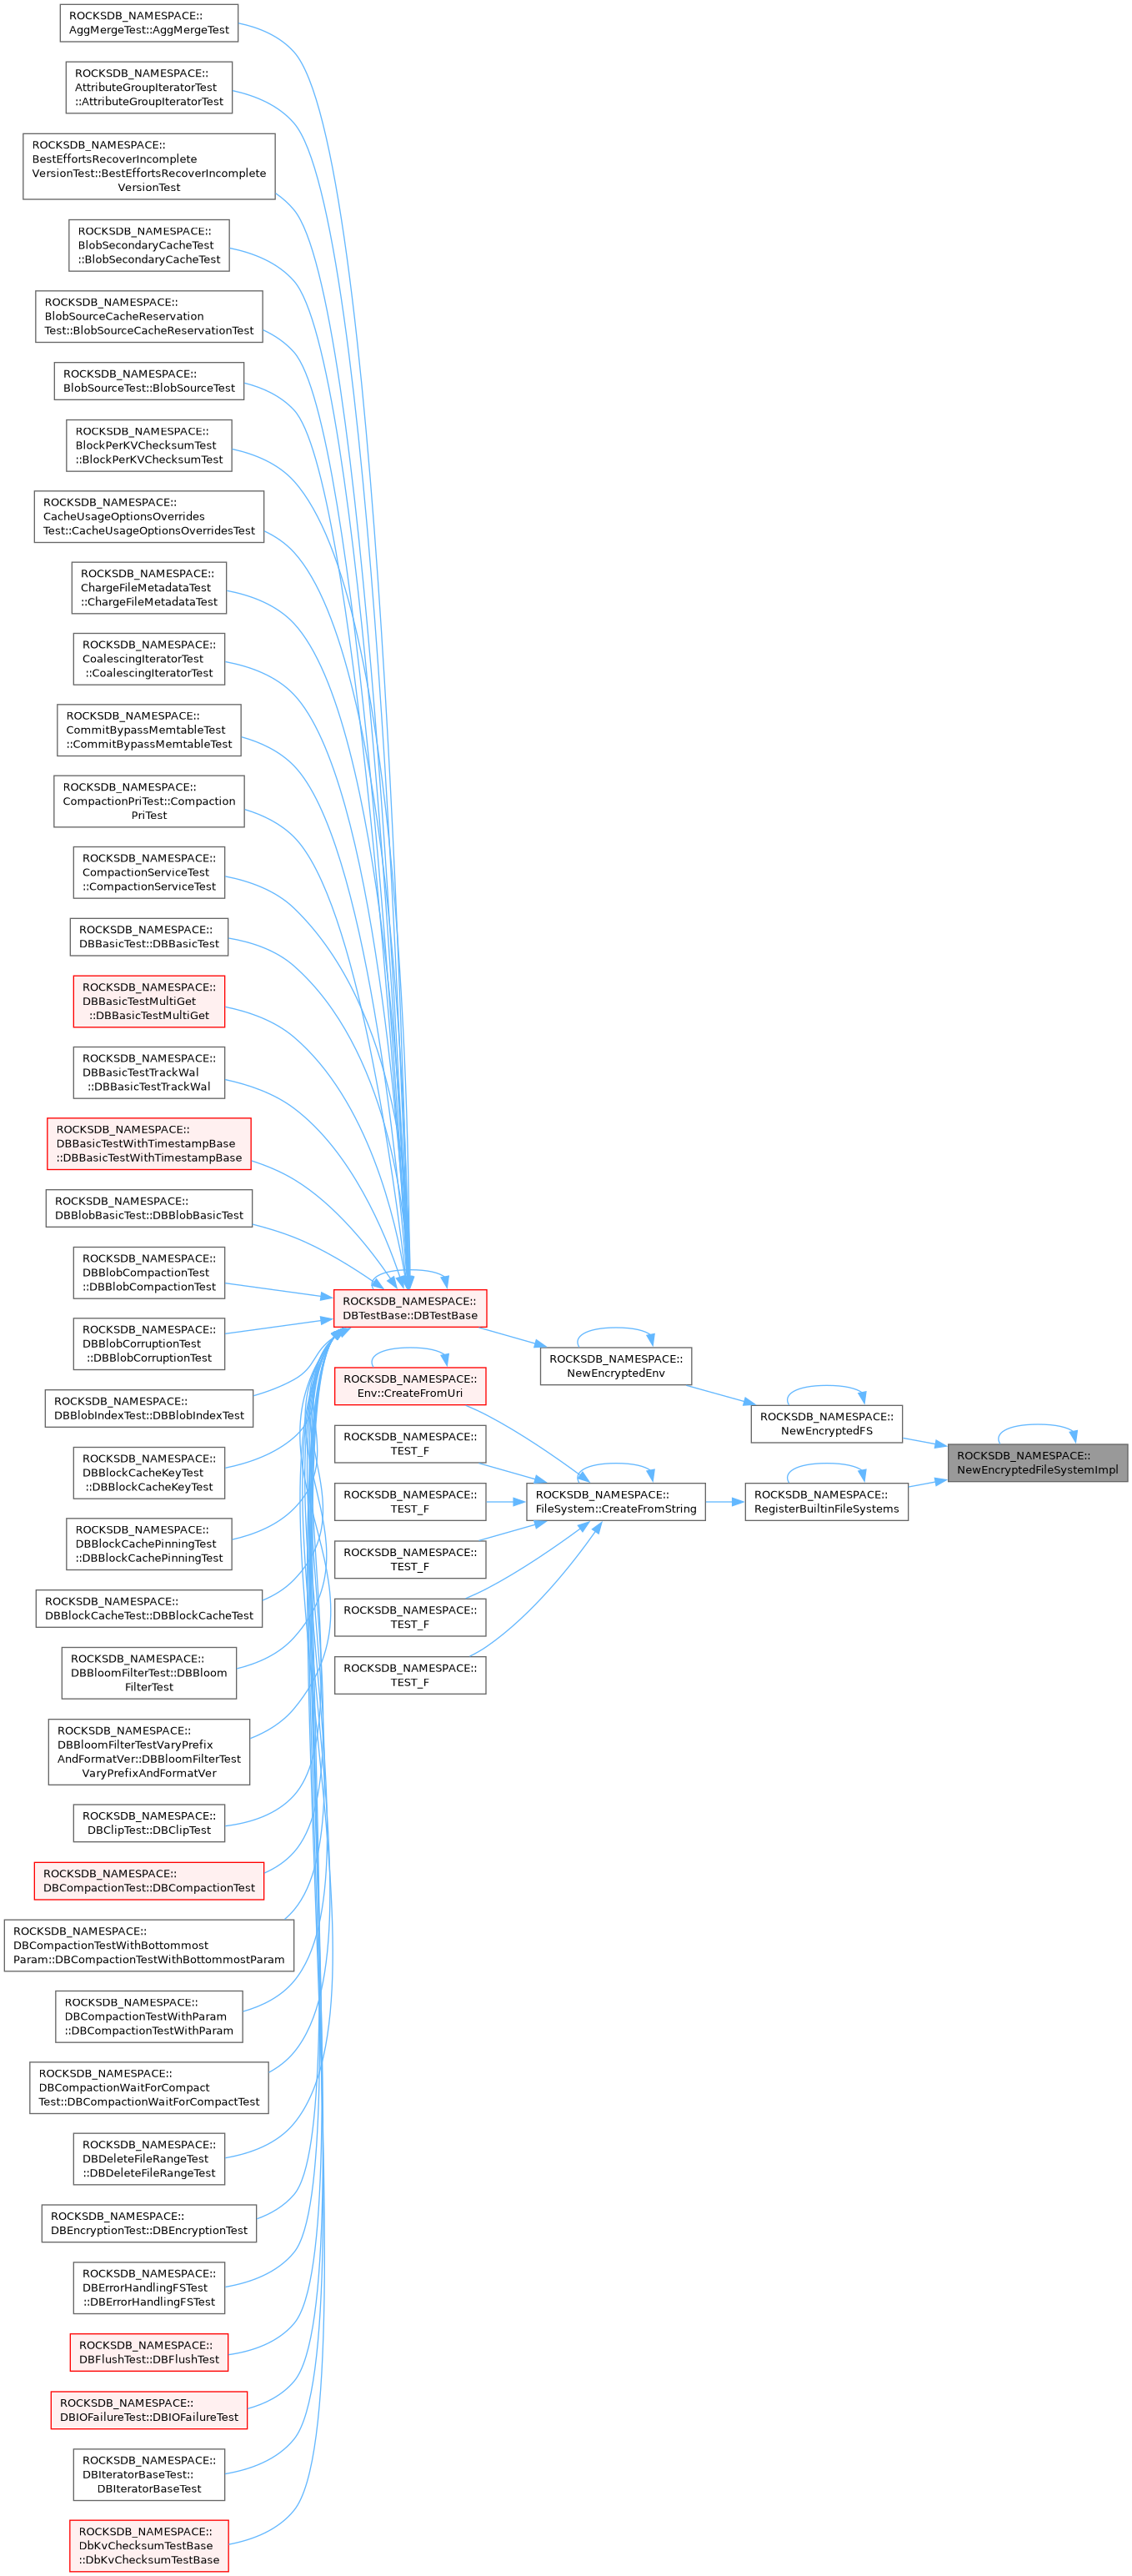 ROCKSDB_NAMESPACE::
AggMergeTest::AggMergeTest
ROCKSDB_NAMESPACE::
AttributeGroupIteratorTest
::AttributeGroupIteratorTest
ROCKSDB_NAMESPACE::
BestEffortsRecoverIncomplete
VersionTest::BestEffortsRecoverIncomplete
VersionTest
ROCKSDB_NAMESPACE::
BlobSecondaryCacheTest
::BlobSecondaryCacheTest
ROCKSDB_NAMESPACE::
BlobSourceCacheReservation
Test::BlobSourceCacheReservationTest
ROCKSDB_NAMESPACE::
BlobSourceTest::BlobSourceTest
ROCKSDB_NAMESPACE::
BlockPerKVChecksumTest
::BlockPerKVChecksumTest
ROCKSDB_NAMESPACE::
CacheUsageOptionsOverrides
Test::CacheUsageOptionsOverridesTest
ROCKSDB_NAMESPACE::
ChargeFileMetadataTest
::ChargeFileMetadataTest
ROCKSDB_NAMESPACE::
CoalescingIteratorTest
::CoalescingIteratorTest
ROCKSDB_NAMESPACE::
CommitBypassMemtableTest
::CommitBypassMemtableTest
ROCKSDB_NAMESPACE::
CompactionPriTest::Compaction
PriTest
ROCKSDB_NAMESPACE::
CompactionServiceTest
::CompactionServiceTest
ROCKSDB_NAMESPACE::
DBBasicTest::DBBasicTest
ROCKSDB_NAMESPACE::
DBBasicTestMultiGet
::DBBasicTestMultiGet
ROCKSDB_NAMESPACE::
DBBasicTestTrackWal
::DBBasicTestTrackWal
ROCKSDB_NAMESPACE::
DBBasicTestWithTimestampBase
::DBBasicTestWithTimestampBase
ROCKSDB_NAMESPACE::
DBBlobBasicTest::DBBlobBasicTest
ROCKSDB_NAMESPACE::
DBBlobCompactionTest
::DBBlobCompactionTest
ROCKSDB_NAMESPACE::
DBBlobCorruptionTest
::DBBlobCorruptionTest
ROCKSDB_NAMESPACE::
DBBlobIndexTest::DBBlobIndexTest
ROCKSDB_NAMESPACE::
DBBlockCacheKeyTest
::DBBlockCacheKeyTest
ROCKSDB_NAMESPACE::
DBBlockCachePinningTest
::DBBlockCachePinningTest
ROCKSDB_NAMESPACE::
DBBlockCacheTest::DBBlockCacheTest
ROCKSDB_NAMESPACE::
DBBloomFilterTest::DBBloom
FilterTest
ROCKSDB_NAMESPACE::
DBBloomFilterTestVaryPrefix
AndFormatVer::DBBloomFilterTest
VaryPrefixAndFormatVer
ROCKSDB_NAMESPACE::
DBClipTest::DBClipTest
ROCKSDB_NAMESPACE::
DBCompactionTest::DBCompactionTest
ROCKSDB_NAMESPACE::
DBCompactionTestWithBottommost
Param::DBCompactionTestWithBottommostParam
ROCKSDB_NAMESPACE::
DBCompactionTestWithParam
::DBCompactionTestWithParam
ROCKSDB_NAMESPACE::
DBCompactionWaitForCompact
Test::DBCompactionWaitForCompactTest
ROCKSDB_NAMESPACE::
DBDeleteFileRangeTest
::DBDeleteFileRangeTest
ROCKSDB_NAMESPACE::
DBEncryptionTest::DBEncryptionTest
ROCKSDB_NAMESPACE::
DBErrorHandlingFSTest
::DBErrorHandlingFSTest
ROCKSDB_NAMESPACE::
DBFlushTest::DBFlushTest
ROCKSDB_NAMESPACE::
DBIOFailureTest::DBIOFailureTest
ROCKSDB_NAMESPACE::
DBIteratorBaseTest::
DBIteratorBaseTest
ROCKSDB_NAMESPACE::
DbKvChecksumTestBase
::DbKvChecksumTestBase
ROCKSDB_NAMESPACE::
DBTestBase::DBTestBase
ROCKSDB_NAMESPACE::
Env::CreateFromUri
ROCKSDB_NAMESPACE::
TEST_F
ROCKSDB_NAMESPACE::
TEST_F
ROCKSDB_NAMESPACE::
TEST_F
ROCKSDB_NAMESPACE::
TEST_F
ROCKSDB_NAMESPACE::
TEST_F
ROCKSDB_NAMESPACE::
NewEncryptedEnv
ROCKSDB_NAMESPACE::
FileSystem::CreateFromString
ROCKSDB_NAMESPACE::
NewEncryptedFS
ROCKSDB_NAMESPACE::
RegisterBuiltinFileSystems
ROCKSDB_NAMESPACE::
NewEncryptedFileSystemImpl